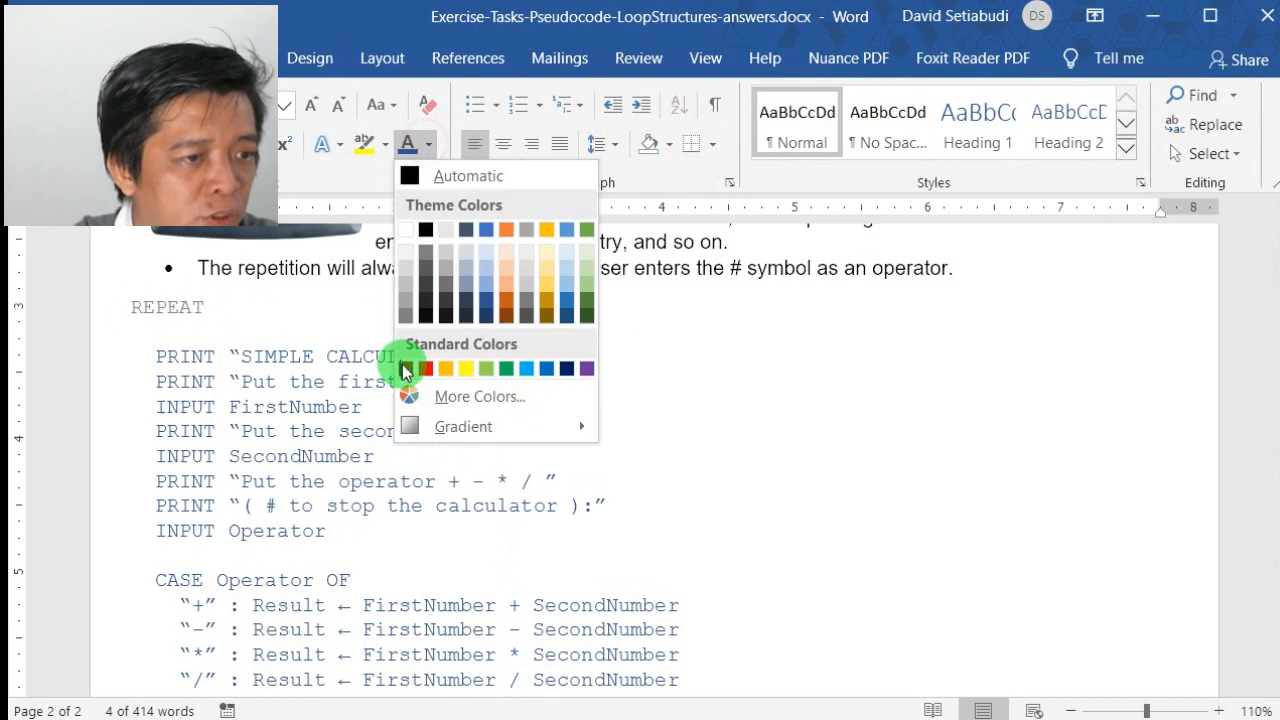 Exercise-Tasks-Pseudocode-LoopStructures-answers.docx - Word David Setiabudi DS
Design Layout References Mailings Review View Help Nuance PDF Foxit Reader PDF Tell me Share
Aa AaBbCcDd AaBbCcDd AaBbCc AaBbCcD Find
Replace
¶ Normal ¶ No Spac... Heading 1 Heading 2 Select
Automatic Styles Editing
Theme Colors
4 5 6 7 8
try, and so on.
• The repetition will ser enters the # symbol as an operator.
REPEAT
Standard Colors
PRINT “SIMPLE
PRINT “Put the
INPUT FirstNumber More Colors...
PRINT “Put the Gradient
INPUT SecondNumber
PRINT “Put the operator + - * / ”
PRINT “( # to stop the calculator ):”
INPUT Operator
CASE Operator OF
“+” : Result ← FirstNumber + SecondNumber
“-” : Result ← FirstNumber - SecondNumber
“*” : Result ← FirstNumber * SecondNumber
“/” : Result ← FirstNumber / SecondNumber
Page 2 of 2 4 of 414 words 110%